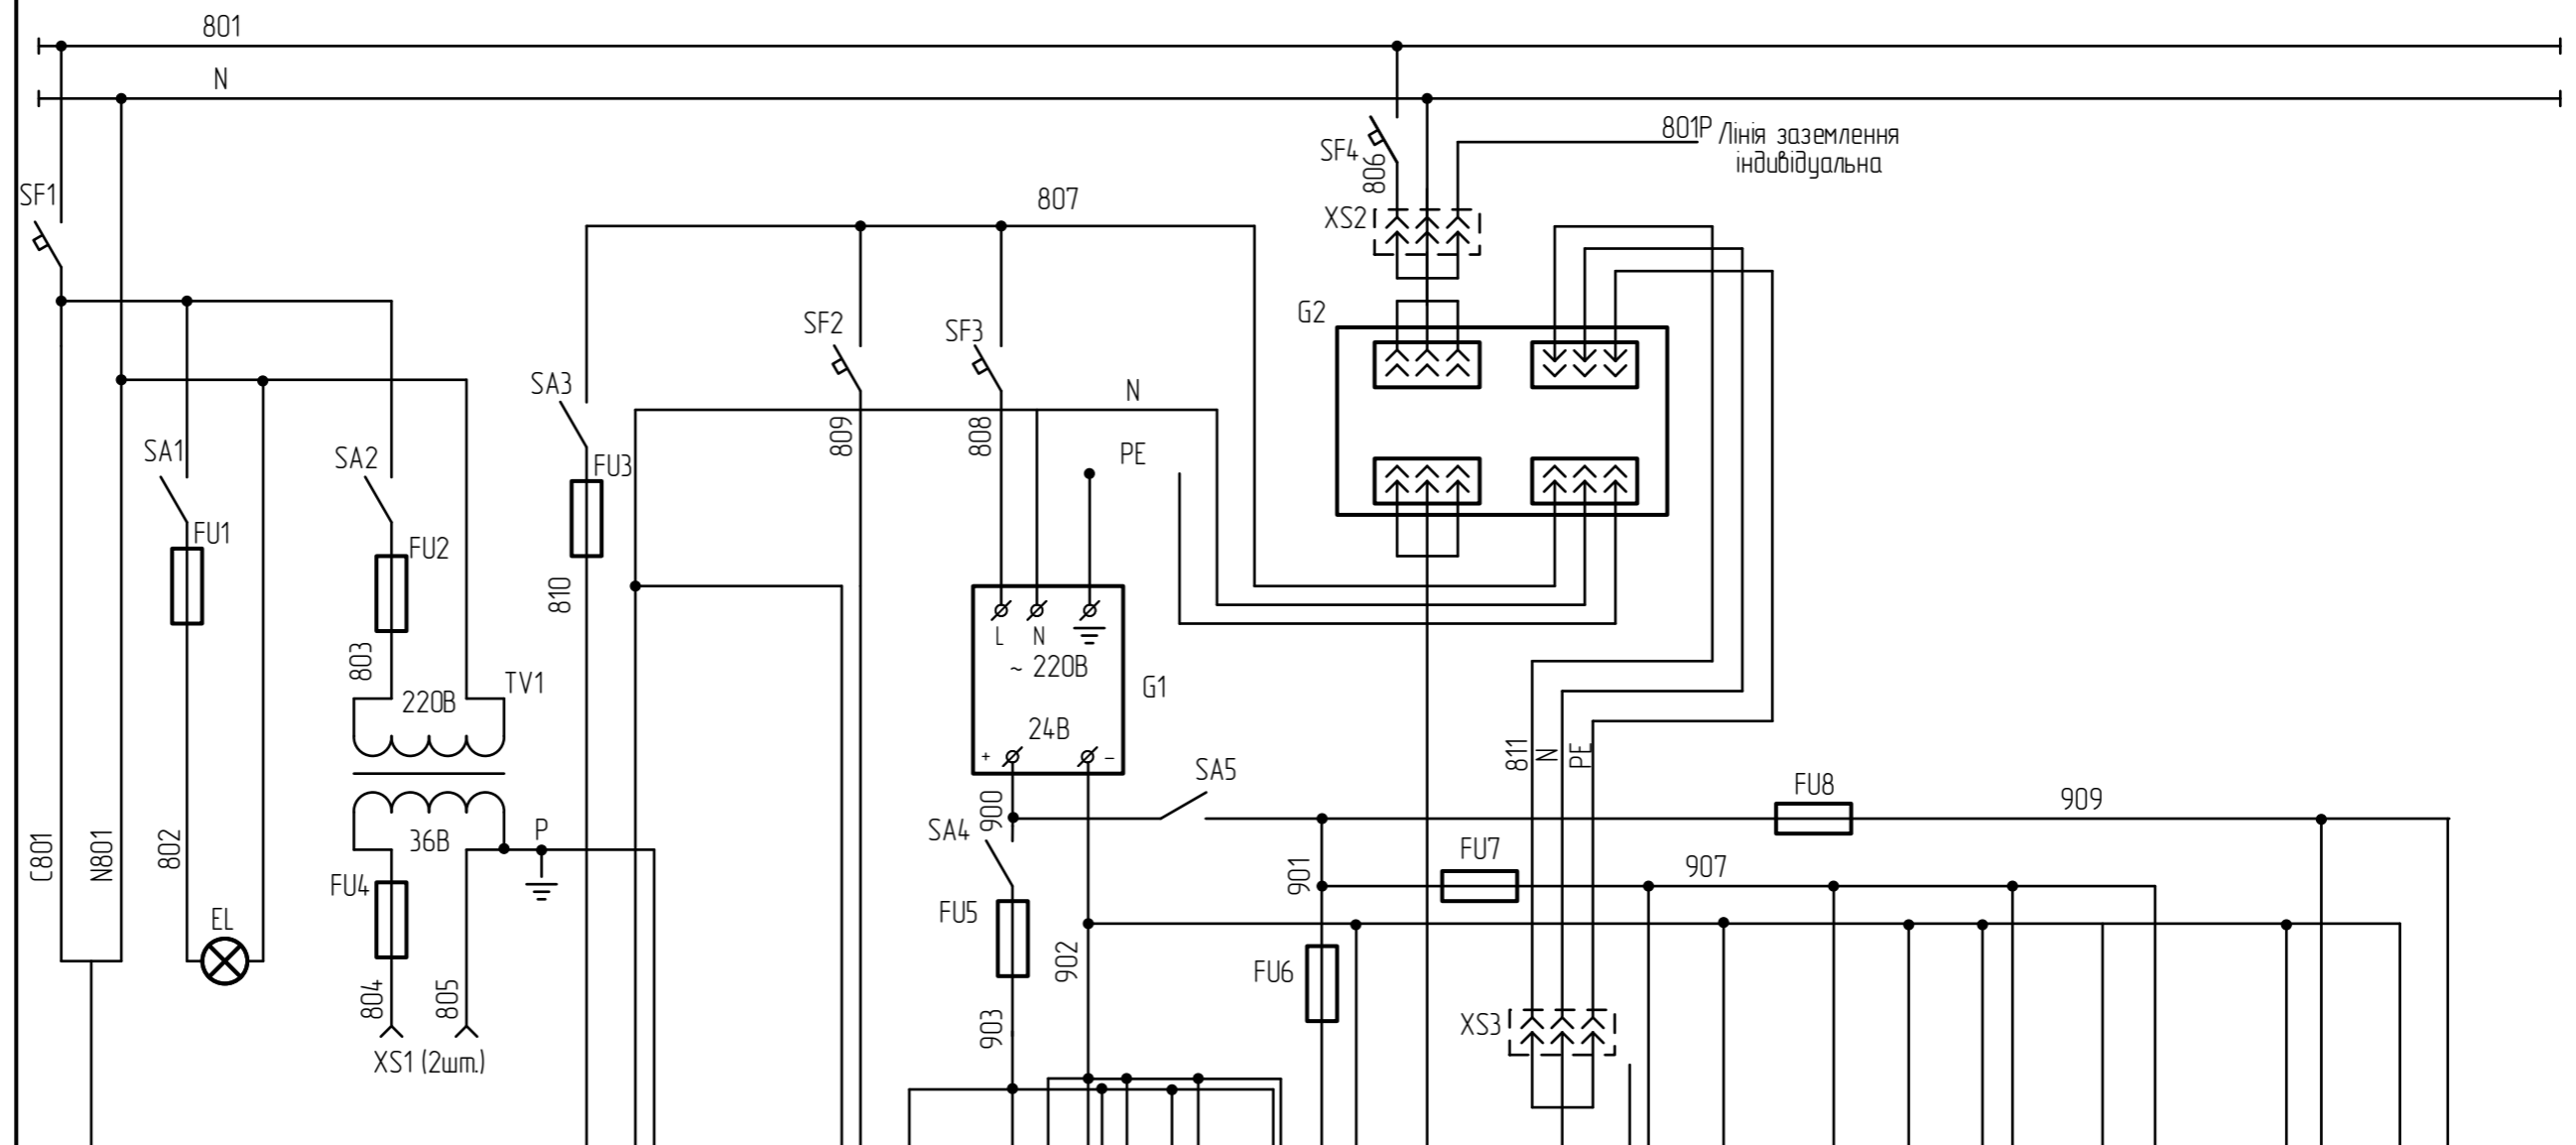 801
N
801P Лінія заземлення
індивідуальна
SF4
806
SF1
807
XS2
G2
SF2
SF3
SA3
N
809
808
SA1
SA2
PE
FU3
FU1
FU2
810
L
N
803
~ 220В
TV1
G1
220В
24В
+
-
811
N
PE
SA5
FU8
909
900
SA4
P
36В
C801
N801
802
FU7
907
901
FU4
FU5
EL
902
FU6
804
805
903
XS3
XS1 (2шт.)